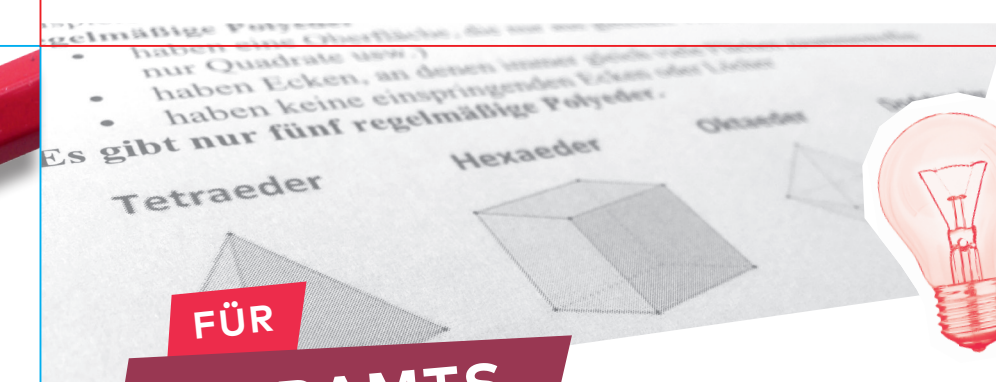 regelmäßige Polyeder
• haben eine Oberfläche, die nur aus
nur Quadrate usw.)
• haben Ecken, an denen immer gleich viele Flächen
• haben keine einspringenden Ecken oder Löcher
Es gibt nur fünf regelmäßige Polyeder.
Tetraeder
Hexaeder
Oktaeder
FÜR